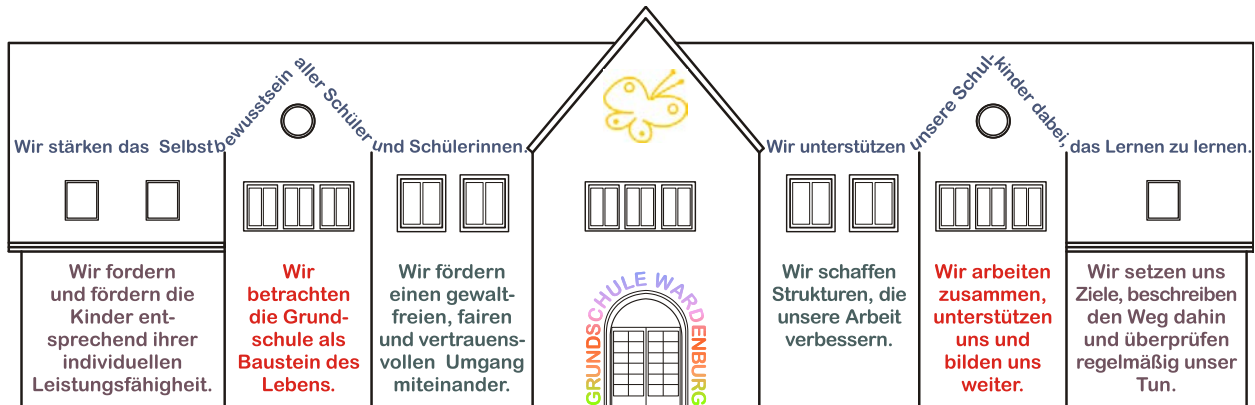 Wir stärken das Selbstbewusstsein aller Schüler und Schülerinnen.
Wir unterstützen unsere Schulkinder dabei, das Lernen zu lernen.
Wir fordern
und fördern die
Kinder ent-
sprechend ihrer
individuellen
Leistungsfähigkeit.
Wir
betrachten
die Grund-
schule als
Baustein des
Lebens.
Wir fördern
einen gewalt-
freien, fairen
und vertrauens-
vollen Umgang
miteinander.
GRUNDSCHULE WARDENBURG
Wir schaffen
Strukturen, die
unsere Arbeit
verbessern.
Wir arbeiten
zusammen,
unterstützen
uns und
bilden uns
weiter.
Wir setzen uns
Ziele, beschreiben
den Weg dahin
und überprüfen
regelmäßig unser
Tun.